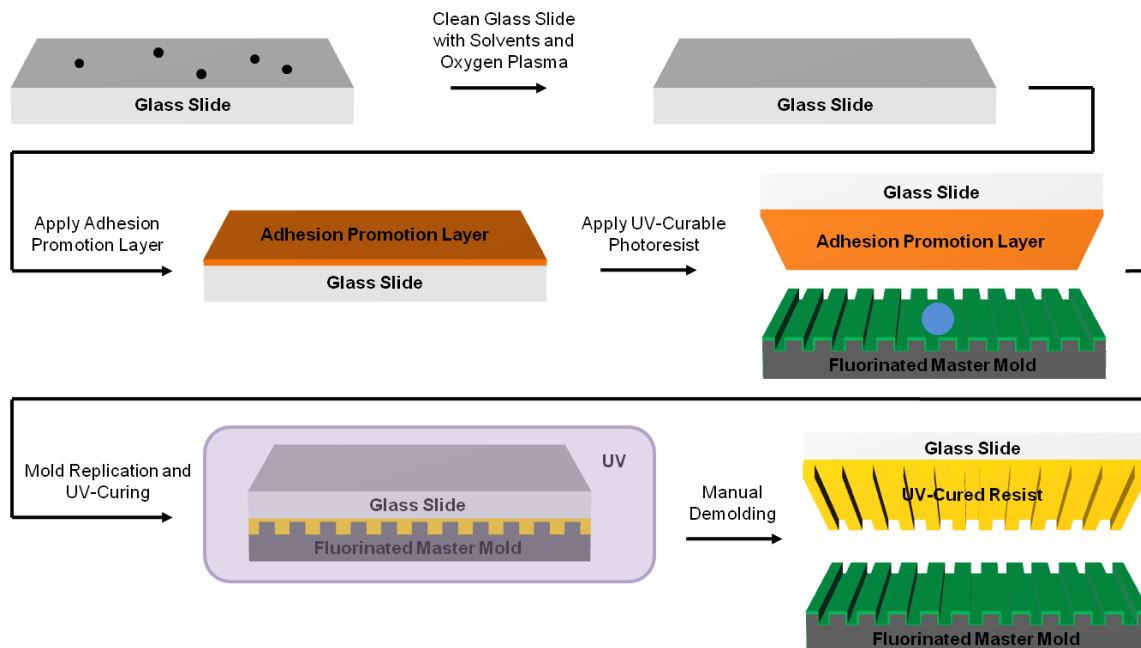 Clean Glass Slide
with Solvents and
Oxygen Plasma
Glass Slide
Glass Slide
Apply Adhesion
Promotion Layer
Adhesion Promotion Layer
Glass Slide
Apply UV-Curable
Photoresist
Glass Slide
Adhesion Promotion Layer
Fluorinated Master Mold
Mold Replication and
UV-Curing
UV
Glass Slide
Fluorinated Master Mold
Manual
Demolding
Glass Slide
UV-Cured Resist
Fluorinated Master Mold